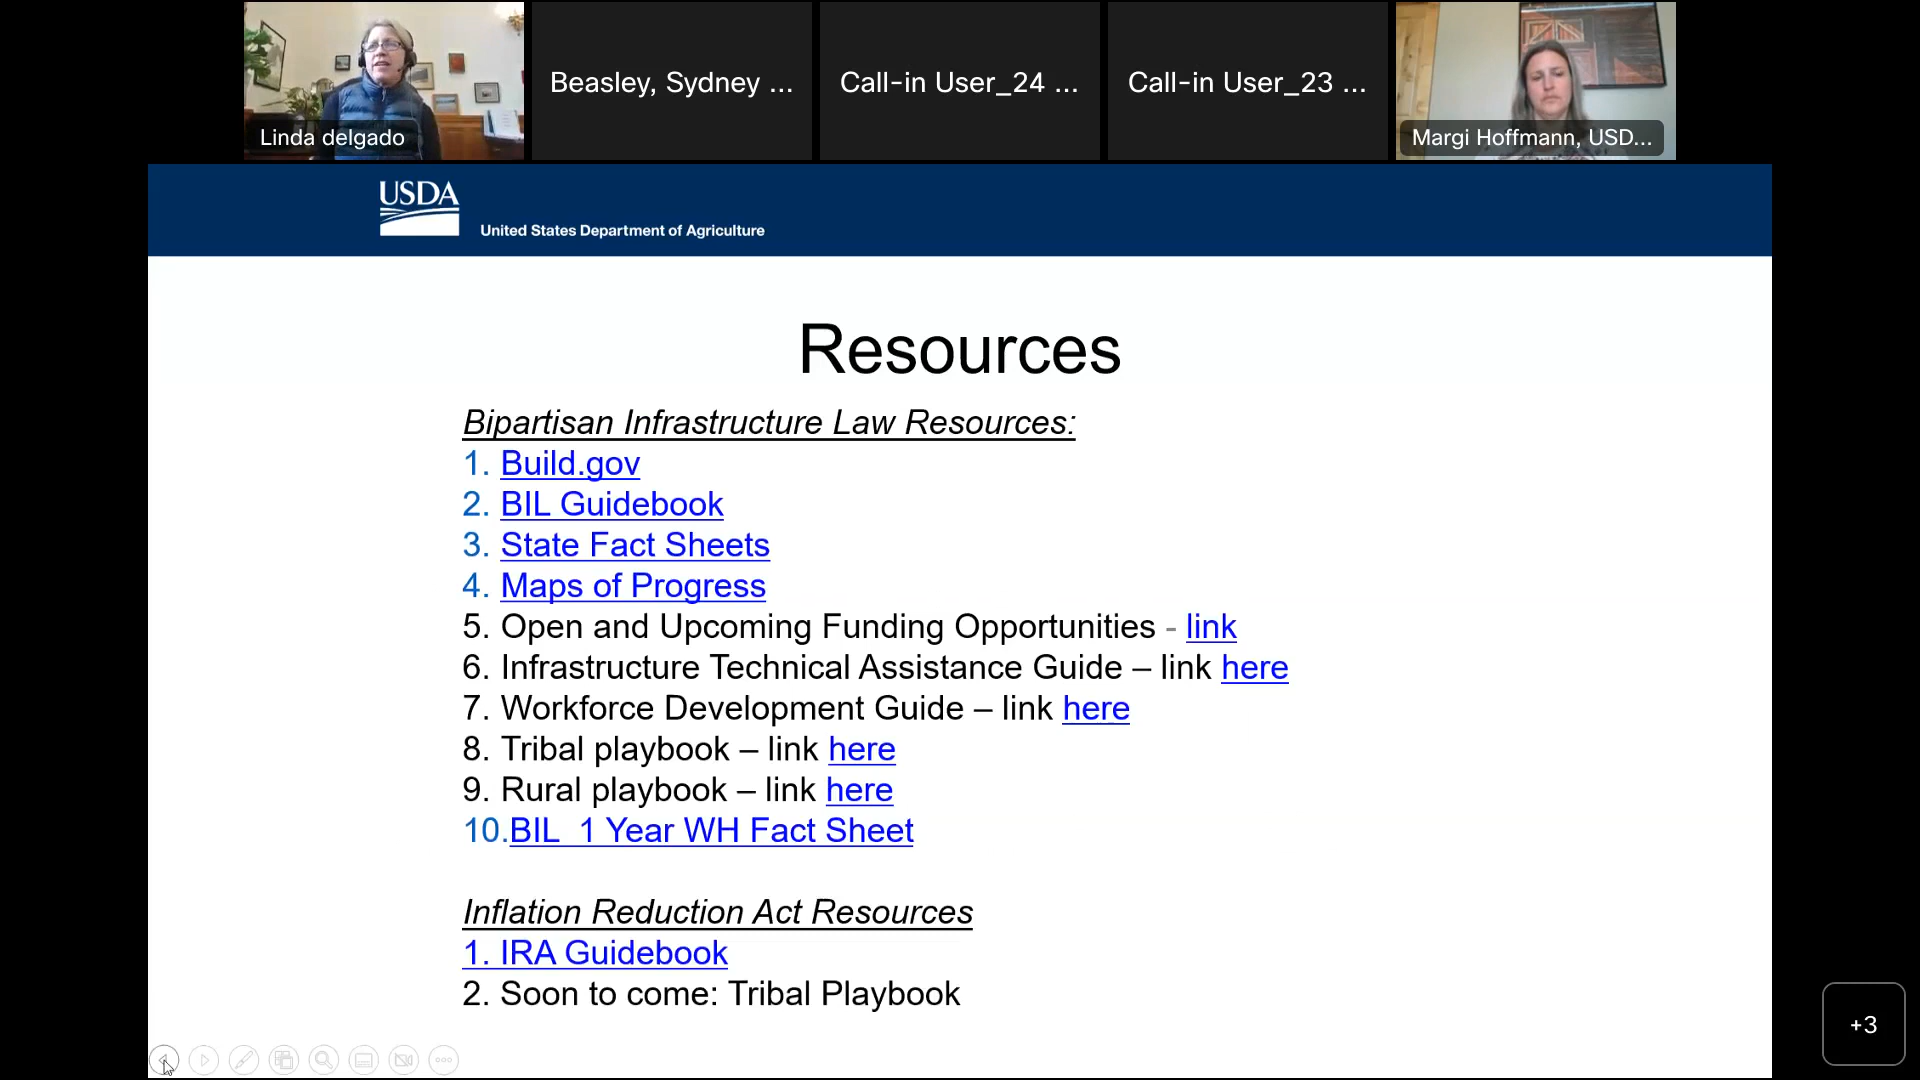 Linda delgado
Beasley, Sydney ...
Call-in User_24 ...
Call-in User_23 ...
Margi Hoffmann, USD...
USDA
United States Department of Agriculture
Resources
Bipartisan Infrastructure Law Resources:
1. Build.gov
2. BIL Guidebook
3. State Fact Sheets
4. Maps of Progress
5. Open and Upcoming Funding Opportunities - link
6. Infrastructure Technical Assistance Guide – link here
7. Workforce Development Guide – link here
8. Tribal playbook – link here
9. Rural playbook – link here
10.BIL  1 Year WH Fact Sheet
Inflation Reduction Act Resources
1. IRA Guidebook
2. Soon to come: Tribal Playbook
+3